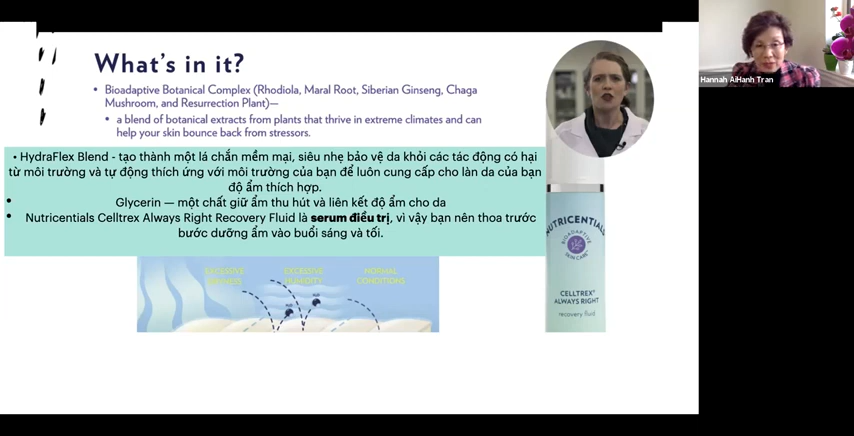 What's in it?
• Bioadaptive Botanical Complex (Rhodiola, Maral Root, Siberian Ginseng, Chaga
Mushroom, and Resurrection Plant)—
• a blend of botanical extracts from plants that thrive in extreme climates and can
help your skin bounce back from stressors.
• HydraFlex Blend - tạo thành một lá chắn mềm mại, siêu nhẹ bảo vệ da khỏi các tác động có hại
từ môi trường và tự động thích ứng với môi trường của bạn để luôn cung cấp cho làn da của bạn
độ ẩm thích hợp.
• Glycerin — một chất giữ ẩm thu hút và liên kết độ ẩm cho da
• Nutricentials Celltrex Always Right Recovery Fluid là serum điều trị, vì vậy bạn nên thoa trước
bước dưỡng ẩm vào buổi sáng và tối.
EXCESSIVE
EXCESSIVE
HUMIDITY
NORMAL
CONDITIONS
NUTRICENTIALS
BIOADAPTIVE
SKIN CARE
CELLTREX
ALWAYS RIGHT
recovery fluid
Hannah AiHanh Tran